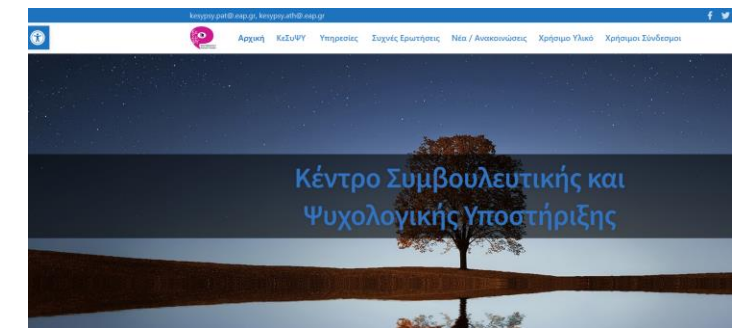 kesypsy.pat@eap.gr, kesypsy.ath@eap.gr
Αρχική ΚεΣυΨΥ Υπηρεσίες Συχνές Ερωτήσεις Νέα / Ανακοινώσεις Χρήσιμο Υλικό Χρήσιμοι Σύνδεσμοι
Κέντρο Συμβουλευτικής και
Ψυχολογικής Υποστήριξης